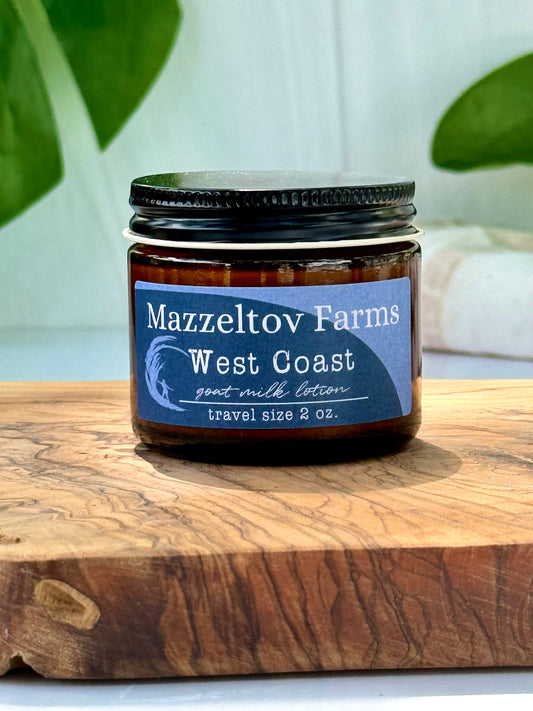 Mazzeltov Farms
West Coast
goat milk lotion
travel size 2 oz.